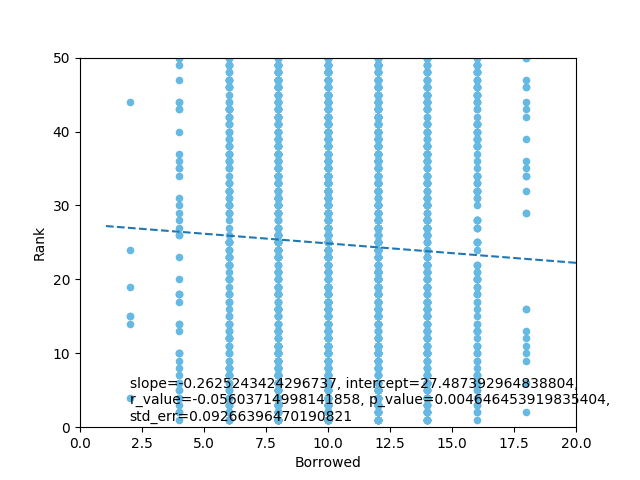 50
40
30
20
10
0
Rank
slope=-0.2625243424296737, intercept=27.487392964838804,
r_value=-0.05603714998141858, p_value=0.004646453919835404,
std_err=0.09266396470190821
0.0 2.5 5.0 7.5 10.0 12.5 15.0 17.5 20.0
Borrowed